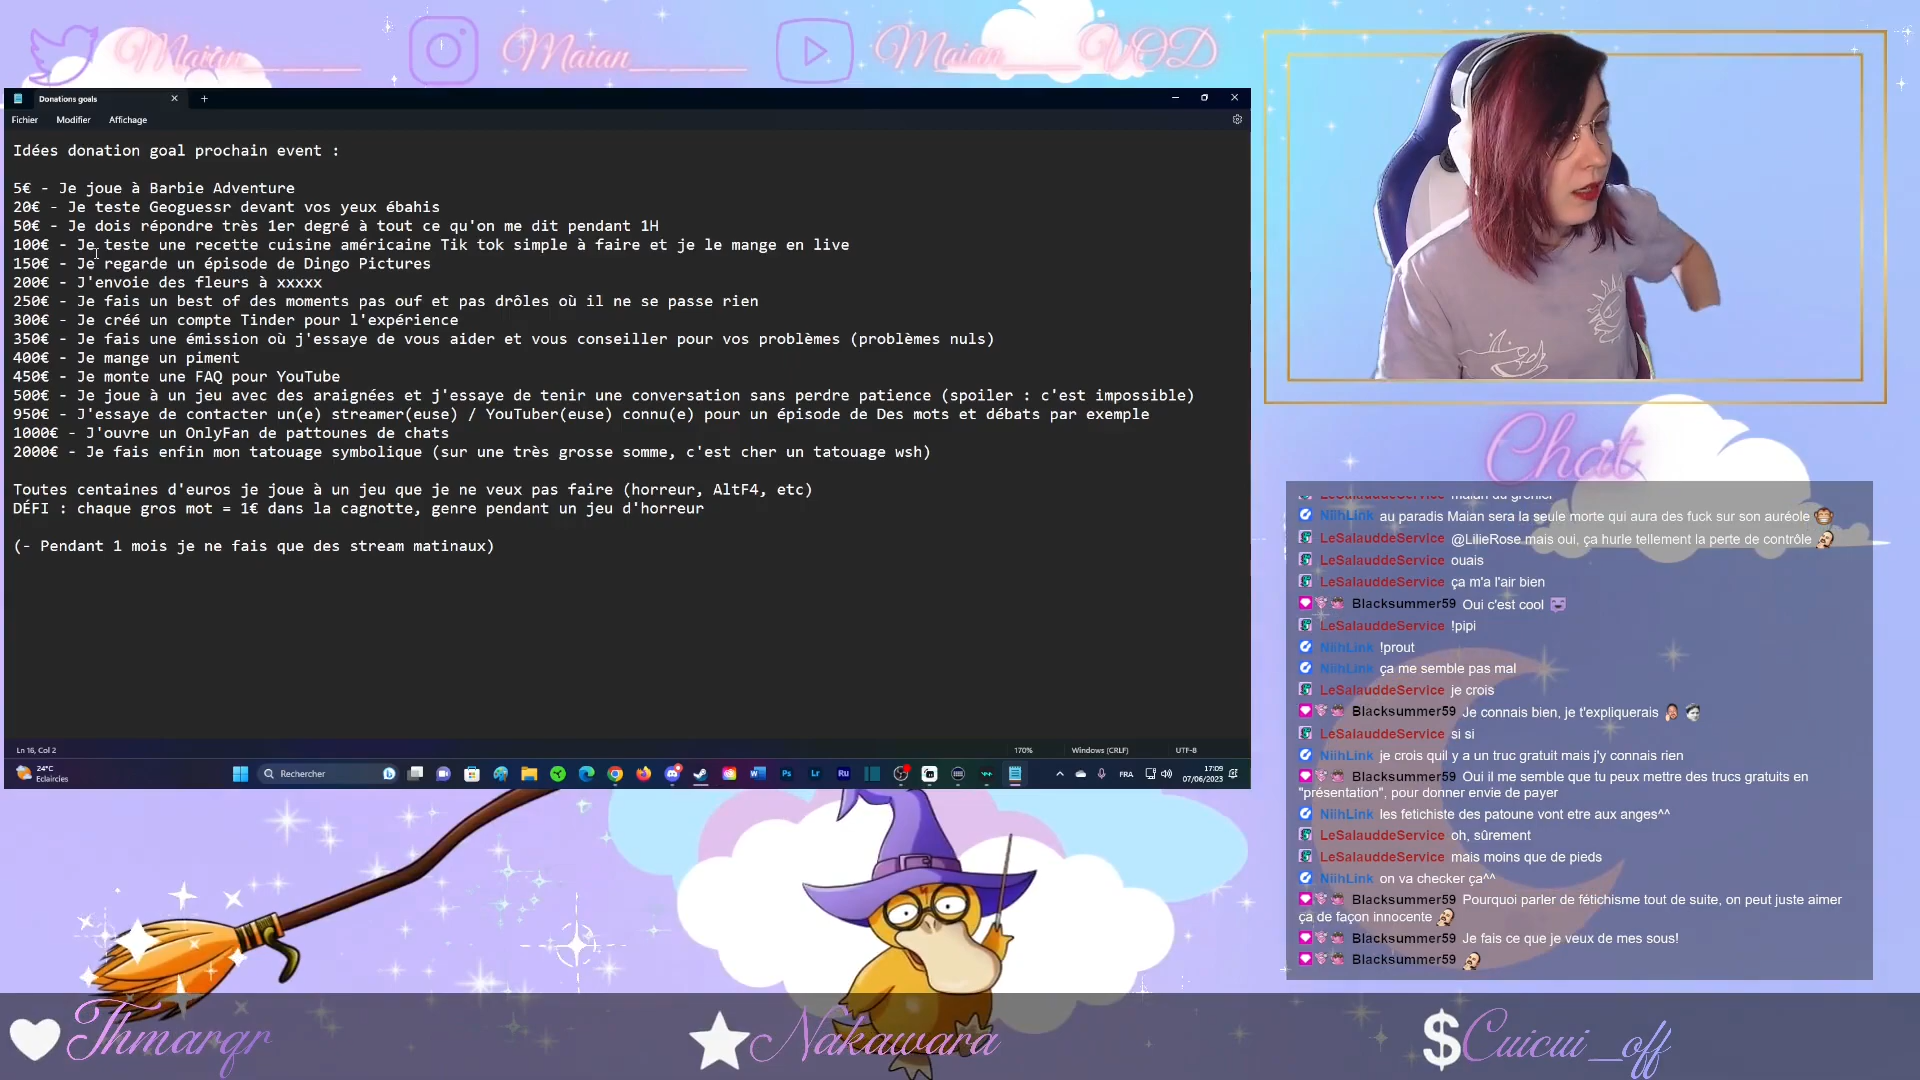 Maian____
Maian____
Maian____VOD
Donations goals
Fichier Modifier Affichage
Idées donation goal prochain event :
5€ - Je joue à Barbie Adventure
20€ - Je teste Geoguessr devant vos yeux ébahis
50€ - Je dois répondre très 1er degré à tout ce qu'on me dit pendant 1H
100€ - Je teste une recette cuisine américaine Tik tok simple à faire et je le mange en live
150€ - Je regarde un épisode de Dingo Pictures
200€ - J'envoie des fleurs à xxxxx
250€ - Je fais un best of des moments pas ouf et pas drôles où il ne se passe rien
300€ - Je créé un compte Tinder pour l'expérience
350€ - Je fais une émission où j'essaye de vous aider et vous conseiller pour vos problèmes (problèmes nuls)
400€ - Je mange un piment
450€ - Je monte une FAQ pour YouTube
500€ - Je joue à un jeu avec des araignées et j'essaye de tenir une conversation sans perdre patience (spoiler : c'est impossible)
950€ - J'essaye de contacter un(e) streamer(euse) / YouTuber(euse) connu(e) pour un épisode de Des mots et débats par exemple
1000€ - J'ouvre un OnlyFan de pattounes de chats
2000€ - Je fais enfin mon tatouage symbolique (sur une très grosse somme, c'est cher un tatouage wsh)
Toutes centaines d'euros je joue à un jeu que je ne veux pas faire (horreur, AltF4, etc)
DÉFI : chaque gros mot = 1€ dans la cagnotte, genre pendant un jeu d'horreur
(- Pendant 1 mois je ne fais que des stream matinaux)
Ln 16, Col 2
170%
Windows (CRLF)
UTF-8
24°C
Eclaircies
Rechercher
FRA
17:09
07/06/2023
Chat
LeSalauddeService maian du grenier
NiihLink au paradis Maian sera la seule morte qui aura des fuck sur son auréole
LeSalauddeService @LilieRose mais oui, ça hurle tellement la perte de contrôle
LeSalauddeService ouais
LeSalauddeService ça m'a l'air bien
Blacksummer59 Oui c'est cool
LeSalauddeService !pipi
NiihLink !prout
NiihLink ça me semble pas mal
LeSalauddeService je crois
Blacksummer59 Je connais bien, je t'expliquerais
LeSalauddeService si si
NiihLink je crois quil y a un truc gratuit mais j'y connais rien
Blacksummer59 Oui il me semble que tu peux mettre des trucs gratuits en
"présentation", pour donner envie de payer
NiihLink les fetichiste des patoune vont etre aux anges^^
LeSalauddeService oh, sûrement
LeSalauddeService mais moins que de pieds
NiihLink on va checker ça^^
Blacksummer59 Pourquoi parler de fétichisme tout de suite, on peut juste aimer
ça de façon innocente
Blacksummer59 Je fais ce que je veux de mes sous!
Blacksummer59
Thmarqr
Nakawara
$Cuicui_off